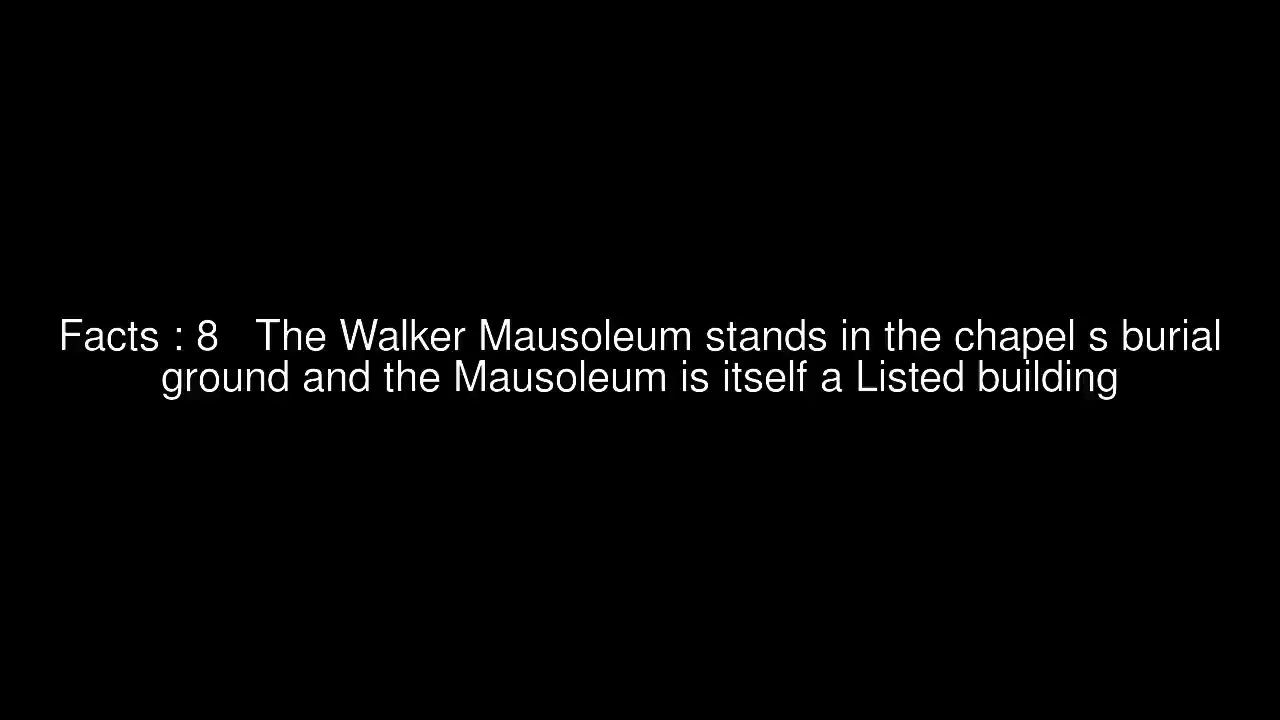 Facts : 8   The Walker Mausoleum stands in the chapel s burial
ground and the Mausoleum is itself a Listed building